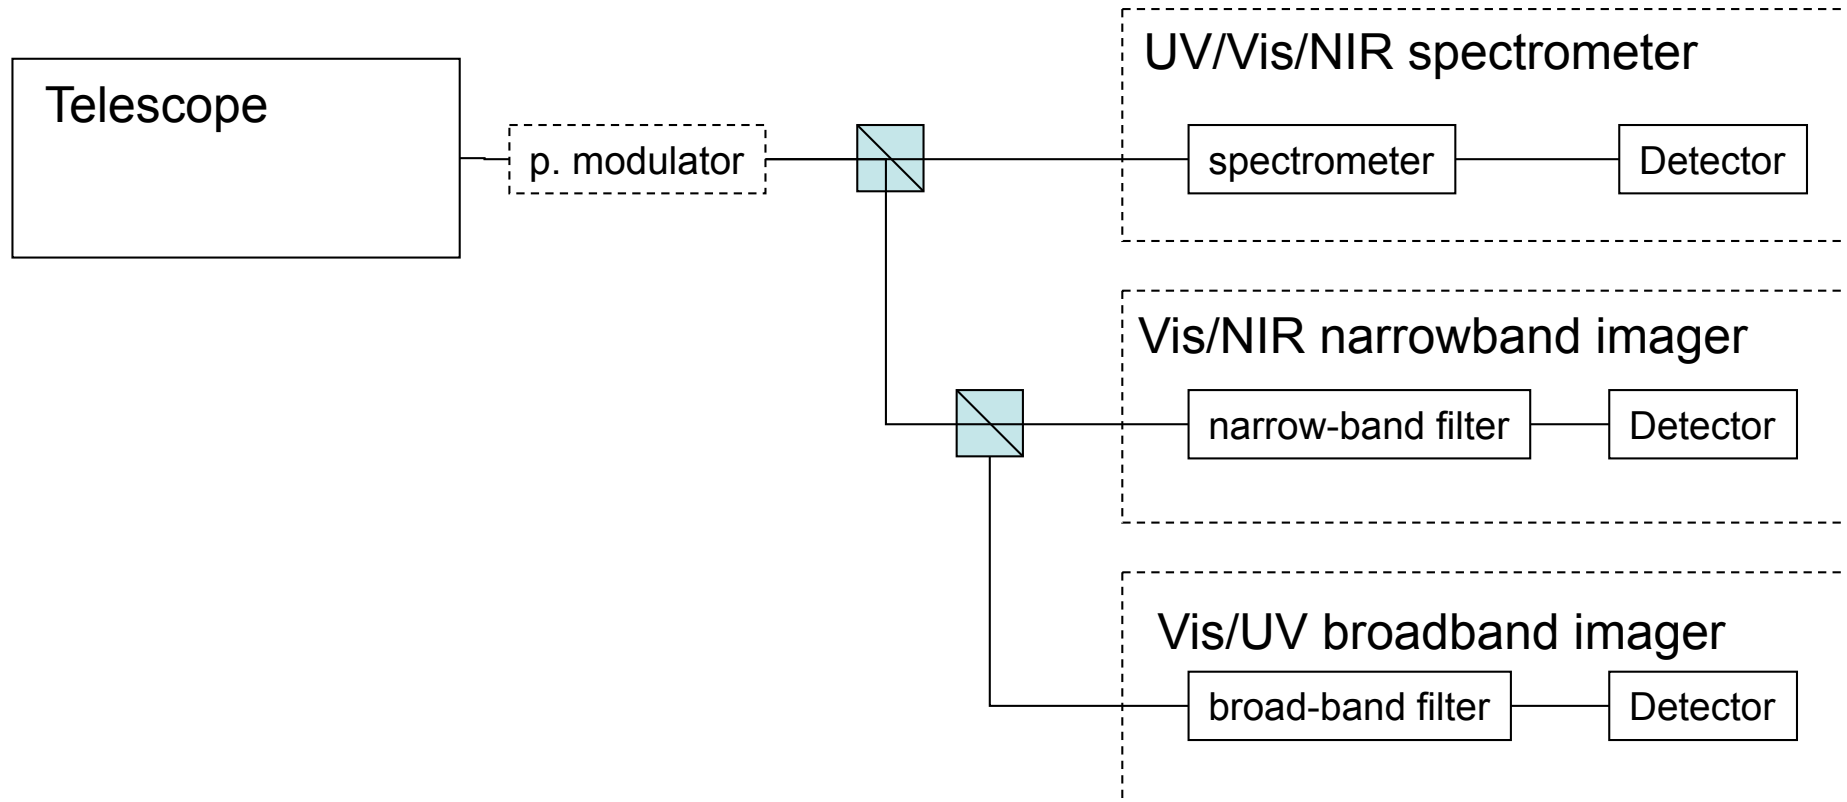 Telescope
p. modulator
UV/Vis/NIR spectrometer
spectrometer
Detector
Vis/NIR narrowband imager
narrow-band filter
Detector
Vis/UV broadband imager
broad-band filter
Detector